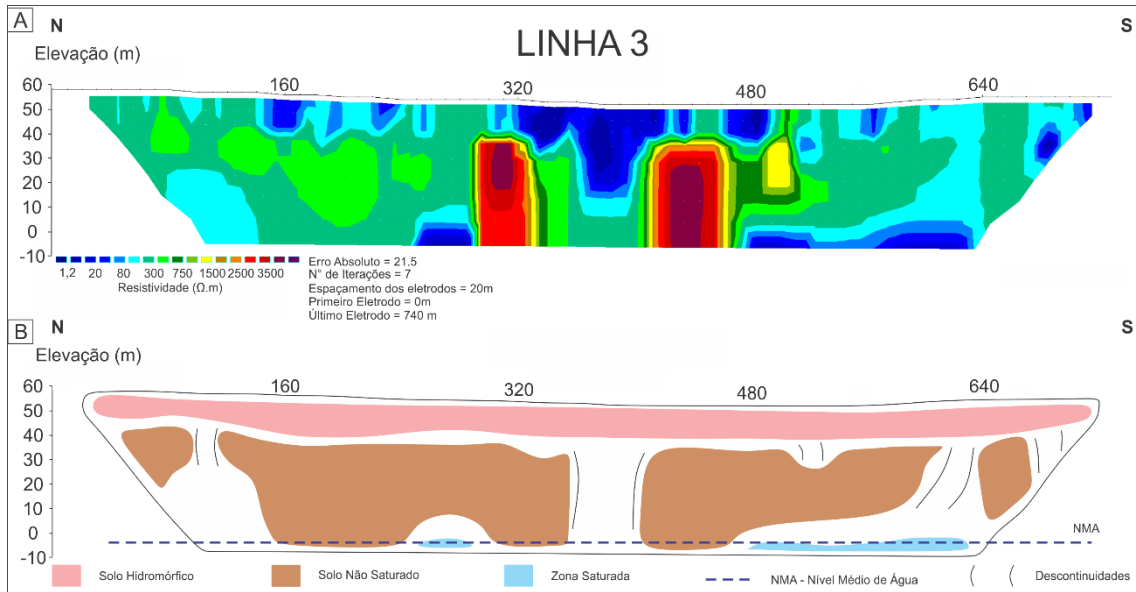 A
N
S
Elevação (m)
LINHA 3
60
50
40
30
20
10
0
-10
160
320
480
640
1,2 20 80 300 750 1500 2500 3500
Resistividade (Ω.m)
Erro Absoluto = 21.5
N° de Iterações = 7
Espaçamento dos eletrodos = 20m
Primeiro Eletrodo = 0m
Último Eletrodo = 740 m
B
N
S
Elevação (m)
60
50
40
30
20
10
0
-10
160
320
480
640
NMA
Solo Hidromórfico
Solo Não Saturado
Zona Saturada
NMA - Nível Médio de Água
Descontinuidades